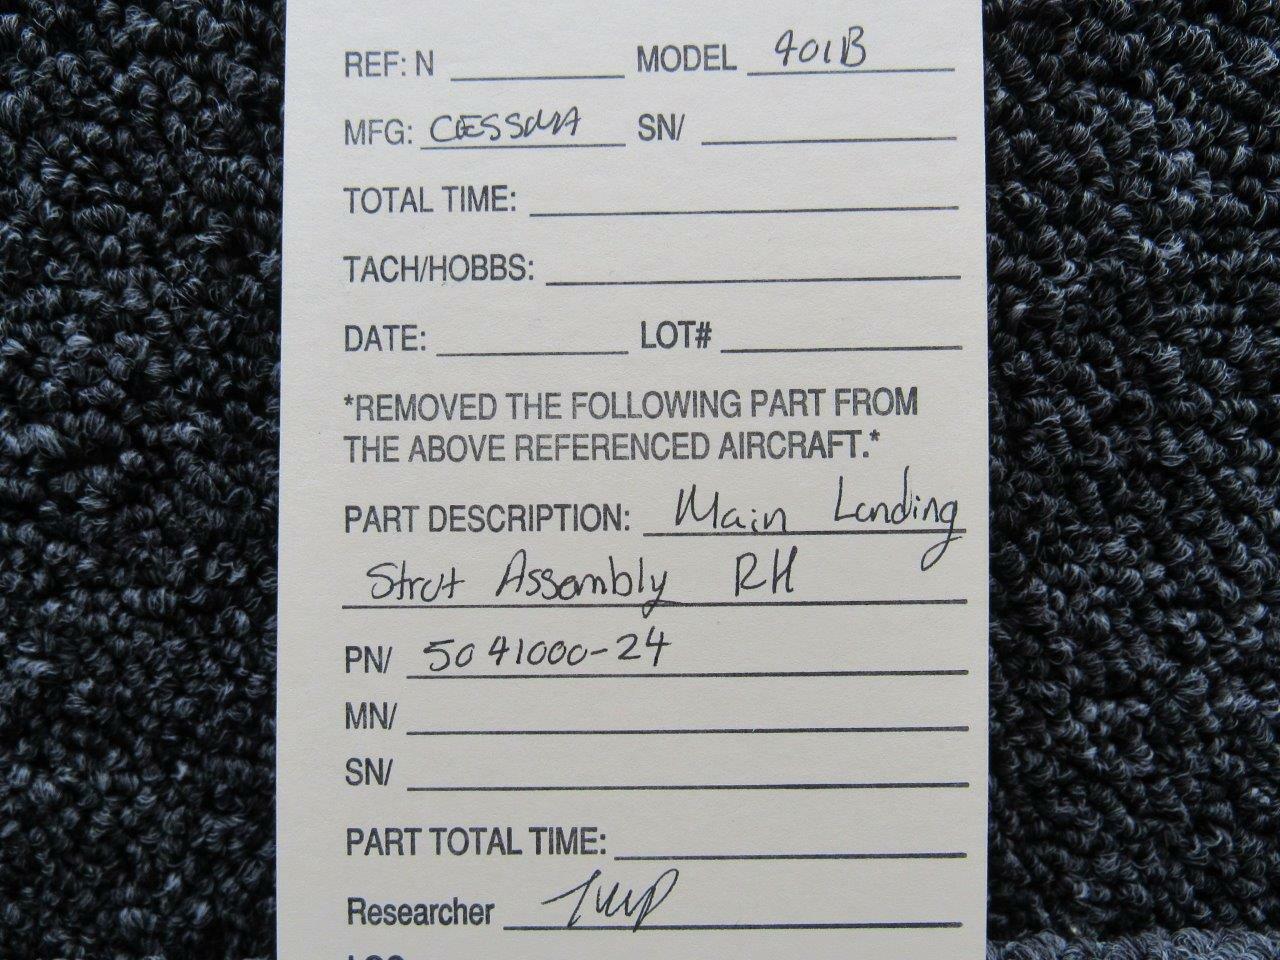 REF: N MODEL 401B
MFG: CESSNA SN/
TOTAL TIME:
TACH/HOBBS:
DATE: LOT#
*REMOVED THE FOLLOWING PART FROM
THE ABOVE REFERENCED AIRCRAFT.*
PART DESCRIPTION: Main Landing
Strut Assembly RH
PN/ 5041000-24
MN/
SN/
PART TOTAL TIME:
Researcher